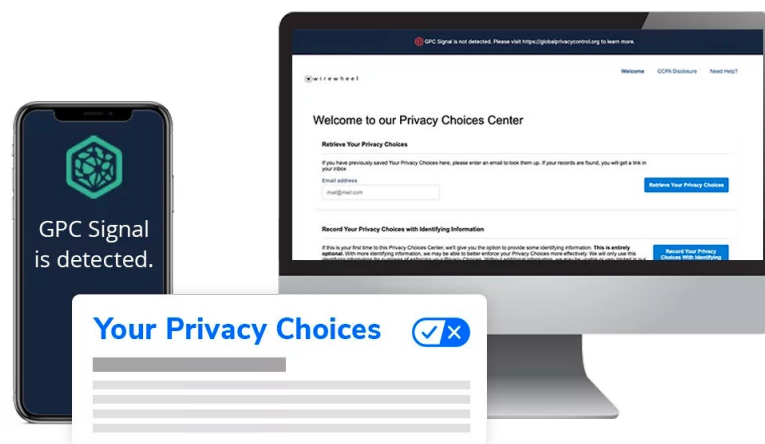 GPC Signal is not detected. Please visit https://globalprivacycontrol.org to learn more.
wirewheel
Welcome CCPA Disclosure Need Help?
Welcome to our Privacy Choices Center
Retrieve Your Privacy Choices
If you have previously saved Your Privacy Choices here, please enter an email to look them up. If your records are found, you will get a link in
your inbox
Email address
mail@mail.com
Retrieve Your Privacy Choices
Record Your Privacy Choices with Identifying Information
If this is your first time to this Privacy Choices Center, we'll give you the option to provide some identifying information. This is entirely
optional. With more identifying information, we may be able to better enforce your Privacy Choices more effectively. We will only use this
Record Your Privacy
Choices With Identifying
GPC Signal
is detected.
Your Privacy Choices